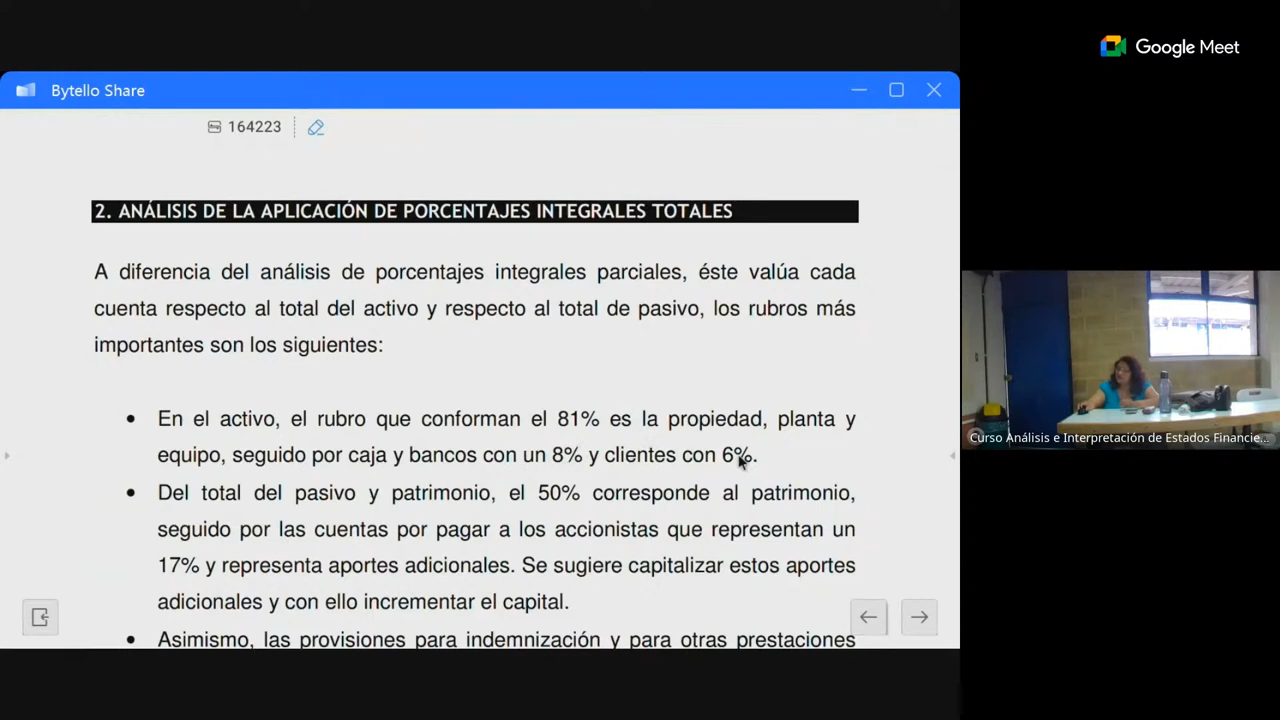 Google Meet
Bytello Share
164223
2. ANÁLISIS DE LA APLICACIÓN DE PORCENTAJES INTEGRALES TOTALES
A diferencia del análisis de porcentajes integrales parciales, éste valúa cada
cuenta respecto al total del activo y respecto al total de pasivo, los rubros más
importantes son los siguientes:
• En el activo, el rubro que conforman el 81% es la propiedad, planta y
equipo, seguido por caja y bancos con un 8% y clientes con 6%.
• Del total del pasivo y patrimonio, el 50% corresponde al patrimonio,
seguido por las cuentas por pagar a los accionistas que representan un
17% y representa aportes adicionales. Se sugiere capitalizar estos aportes
adicionales y con ello incrementar el capital.
• Asimismo, las provisiones para indemnización y para otras prestaciones
Curso Análisis e Interpretación de Estados Financie...